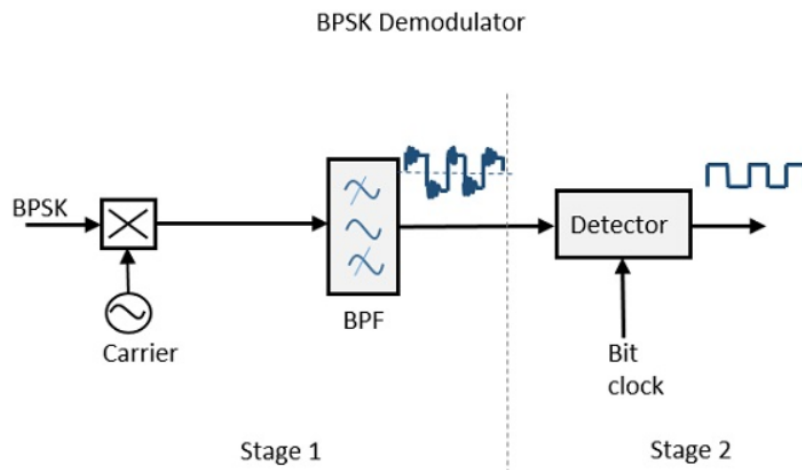 BPSK Demodulator
BPSK
Detector
BPF
Carrier
Bit
clock
Stage 1
Stage 2